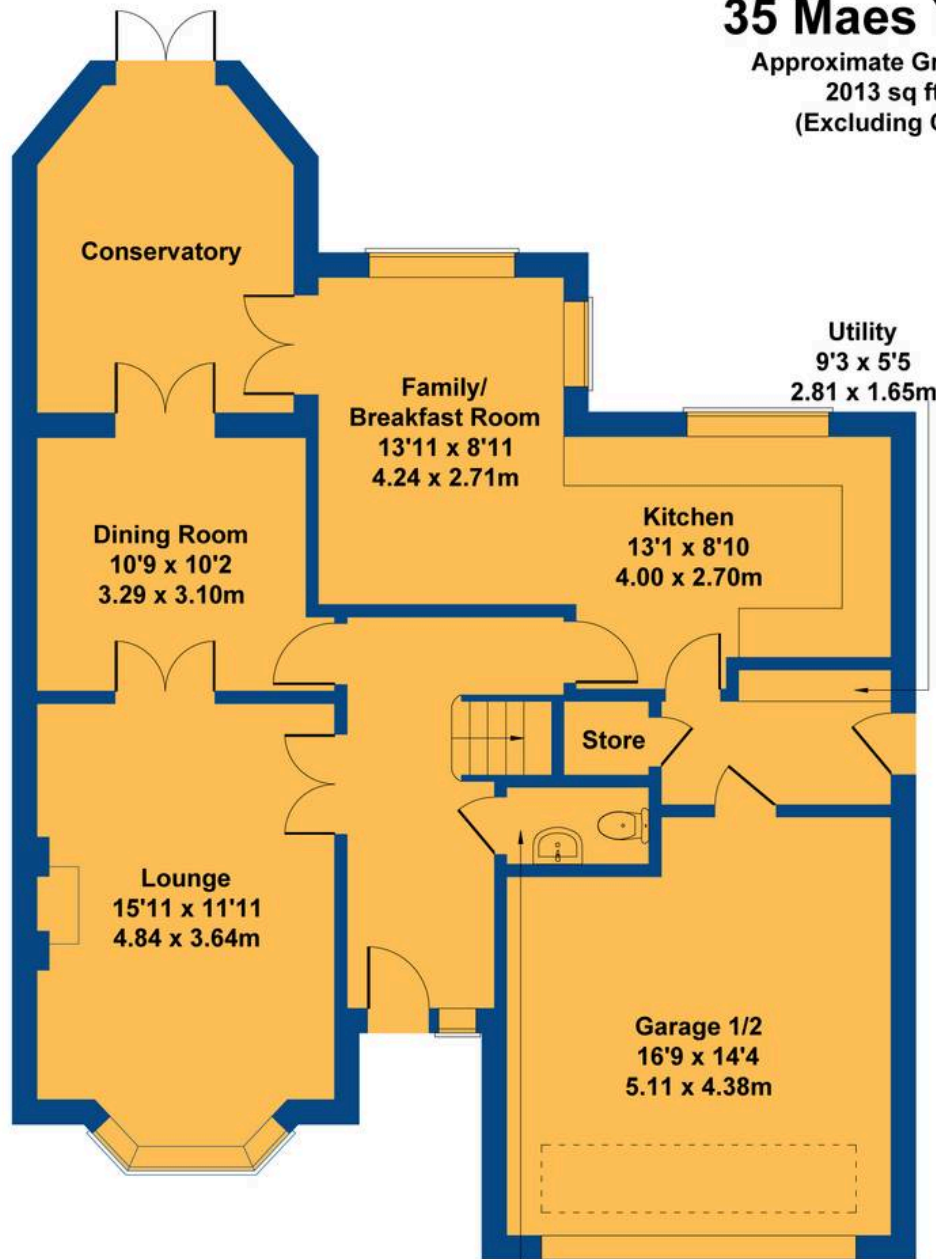 35 Maes
Approximate
2013 sq ft
(Excluding
Conservatory
Utility
9'3 x 5'5
2.81 x 1.65m
Family/
Breakfast Room
13'11 x 8'11
4.24 x 2.71m
Kitchen
13'1 x 8'10
4.00 x 2.70m
Dining Room
10'9 x 10'2
3.29 x 3.10m
Store
Lounge
15'11 x 11'11
4.84 x 3.64m
Garage 1/2
16'9 x 14'4
5.11 x 4.38m